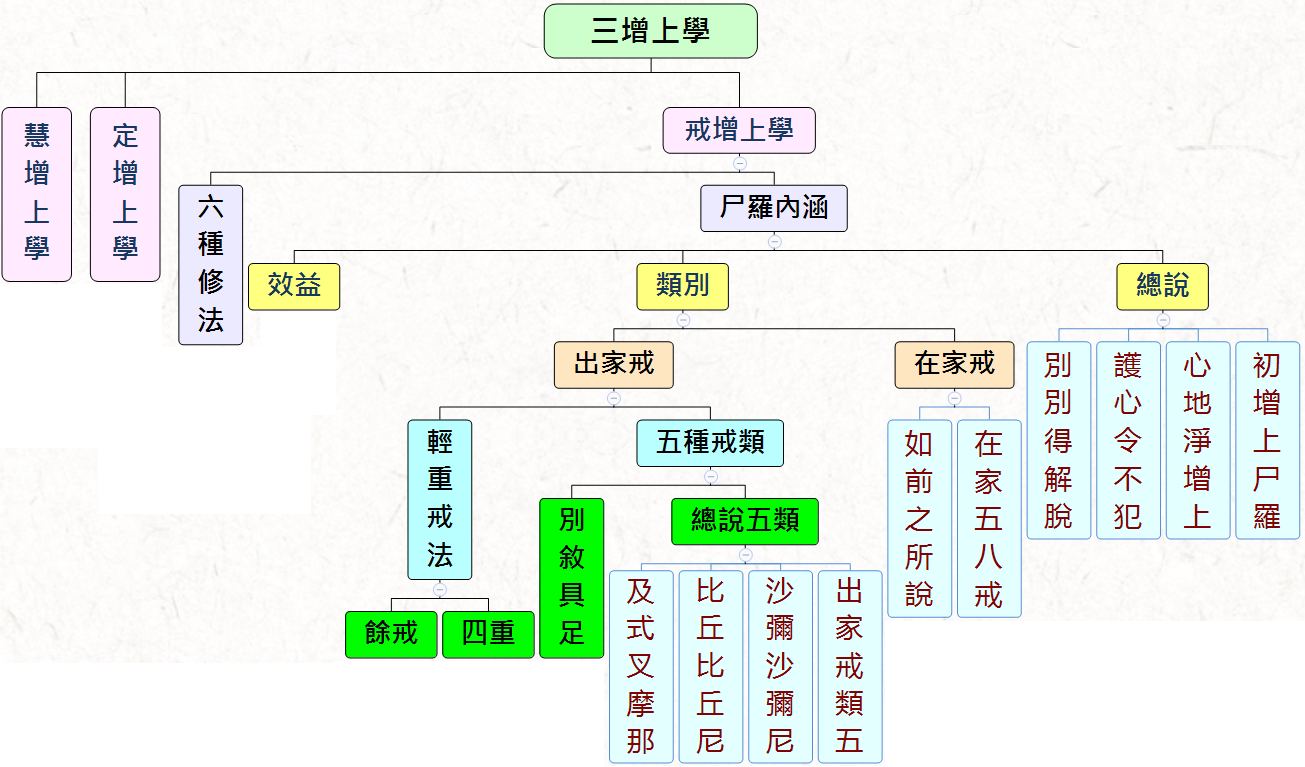 三增上學
戒增上學
定增上學
慧增上學
尸羅內涵
六種修法
總說
類別
效益
初增上尸羅
心地淨增上
護心令不犯
別別得解脫
在家戒
出家戒
在家五八戒
如前之所說
五種戒類
輕重戒法
總說五類
別敘具足
出家戒類五
沙彌沙彌尼
比丘比丘尼
及式叉摩那
四重
餘戒